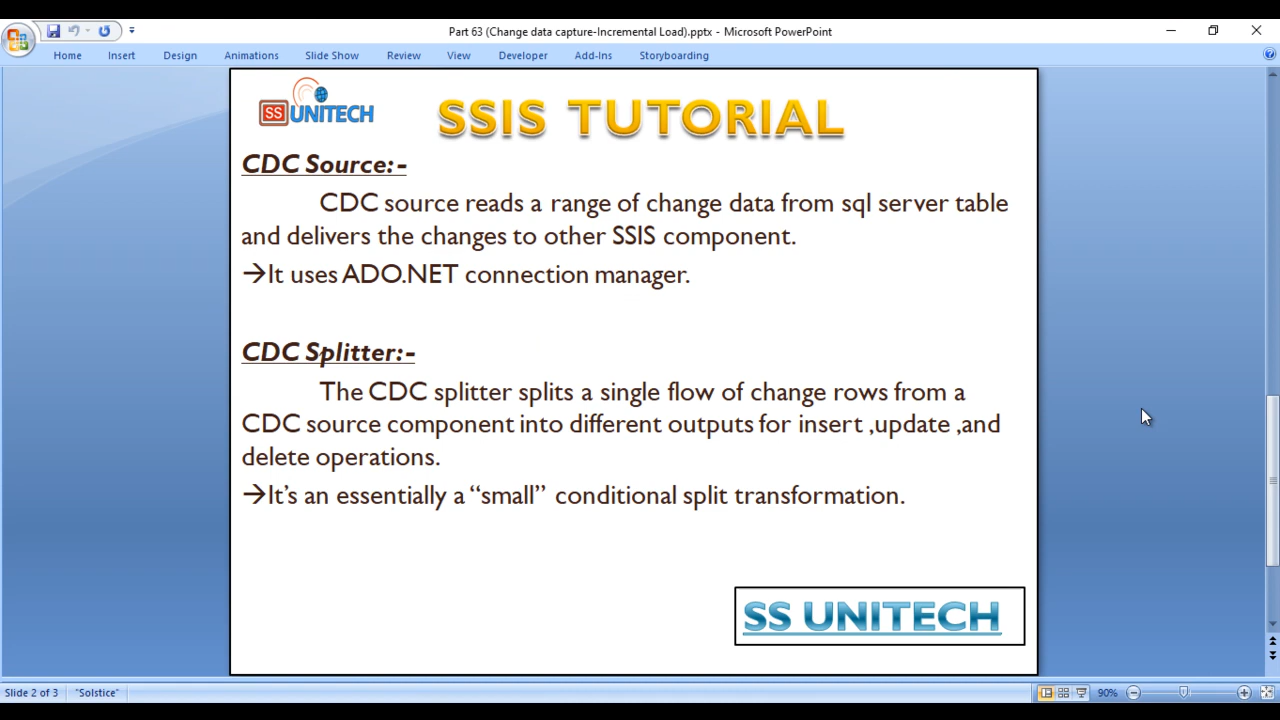 Part 63 (Change data capture-Incremental Load).pptx - Microsoft PowerPoint
Home Insert Design Animations Slide Show Review View Developer Add-Ins Storyboarding
SS UNITECH
SSIS TUTORIAL
CDC Source:-
CDC source reads a range of change data from sql server table
and delivers the changes to other SSIS component.
→It uses ADO.NET connection manager.
CDC Splitter:-
The CDC splitter splits a single flow of change rows from a
CDC source component into different outputs for insert ,update ,and
delete operations.
→It's an essentially a “small” conditional split transformation.
SS UNITECH
Slide 2 of 3 "Solstice" 90%